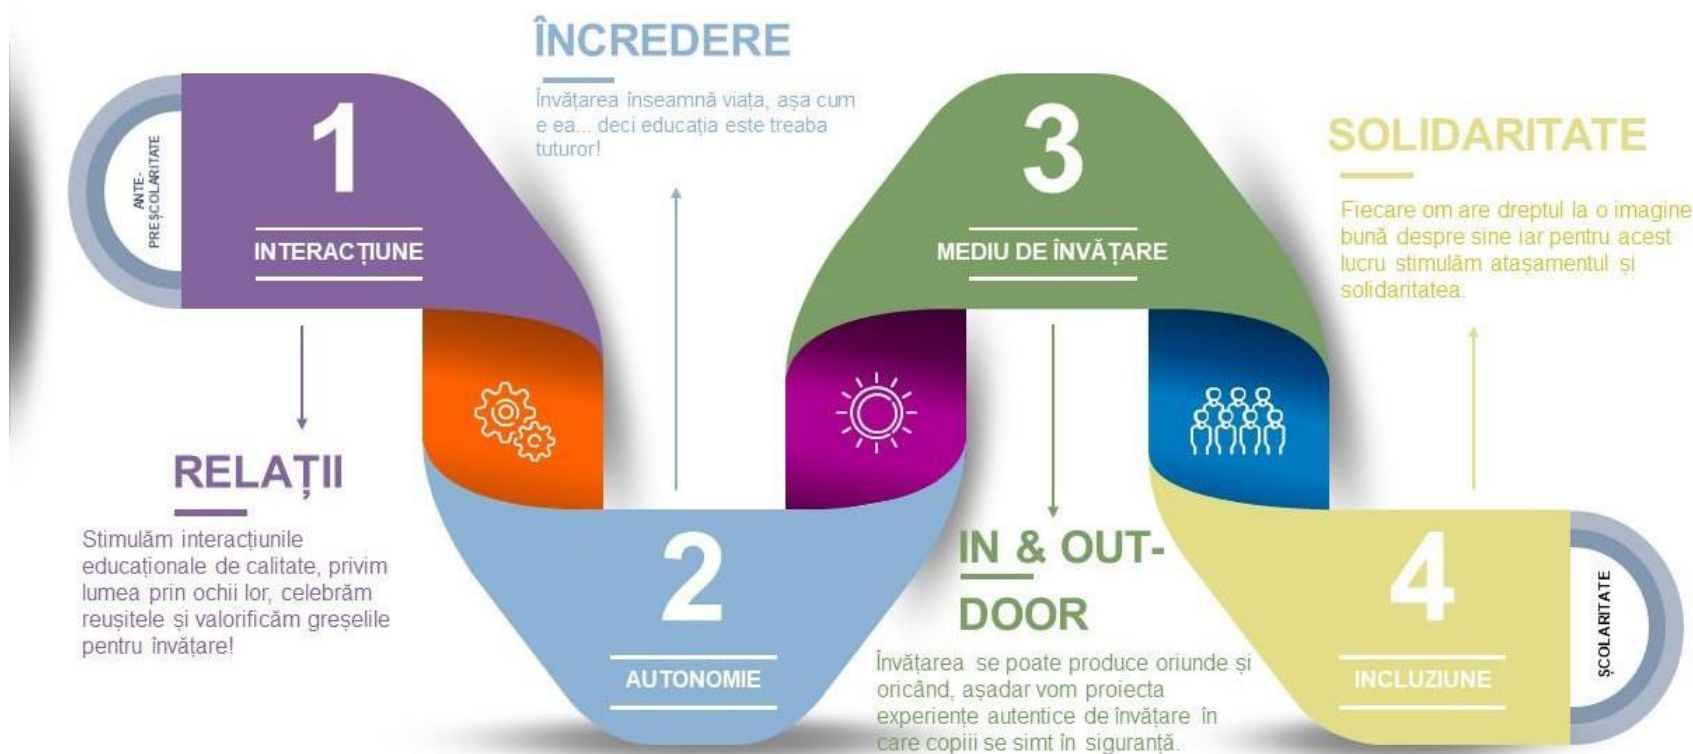 ANTE-
PREȘCOLARITATE
1
INTERACȚIUNE
RELAȚII
Stimulăm interacțiunile
educaționale de calitate, privim
lumea prin ochii lor, celebrăm
reușitele și valorificăm greșelile
pentru învățare!
ÎNCREDERE
Învățarea înseamnă viața, așa cum
e ea... deci educația este treaba
tuturor!
2
AUTONOMIE
3
MEDIU DE ÎNVĂȚARE
IN & OUT-
DOOR
Învățarea se poate produce oriunde și
oricând, așadar vom proiecta
experiențe autentice de învățare în
care copiii se simt în siguranță.
SOLIDARITATE
Fiecare om are dreptul la o imagine
bună despre sine iar pentru acest
lucru stimulăm atașamentul și
solidaritatea.
4
INCLUZIUNE
ȘCOLARITATE